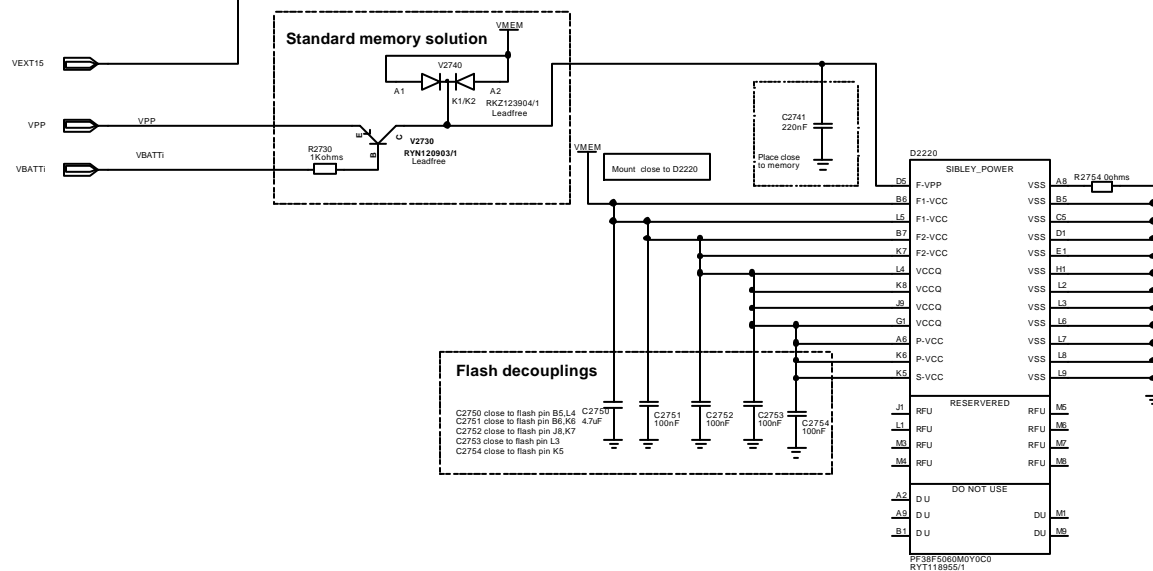 VMEM
Standard memory solution
VEXT15
V2740
A1
A2
K1/K2
RKZ123904/1
Leadfree
C2741
220nF
Place close
to memory
VPP
VPP
E
C
B
V2730
RYN120903/1
Leadfree
R2730
1Kohms
VBATTi
VBATTi
VMEM
Mount close to D2220
D2220
SIBLEY_POWER
D5 F-VPP VSS A8 R2754 0ohms
B6 F1-VCC VSS B5
L5 F1-VCC VSS C5
B7 F2-VCC VSS D1
K7 F2-VCC VSS E1
L4 VCCQ VSS H1
K8 VCCQ VSS L2
J9 VCCQ VSS L3
G1 VCCQ VSS L6
A6 P-VCC VSS L7
K6 P-VCC VSS L8
K5 S-VCC VSS L9
Flash decouplings
C2750 close to flash pin B5,L4
C2751 close to flash pin B6,K6
C2752 close to flash pin J8,K7
C2753 close to flash pin L3
C2754 close to flash pin K5
C2750
4.7uF
C2751
100nF
C2752
100nF
C2753
100nF
C2754
100nF
RESERVERED
J1 RFU RFU M5
L1 RFU RFU M6
M3 RFU RFU M7
M4 RFU RFU M8
DO NOT USE
A2 DU
A9 DU DU M1
B1 DU DU M9
PF38F5060M0Y0C0
RYT118955/1